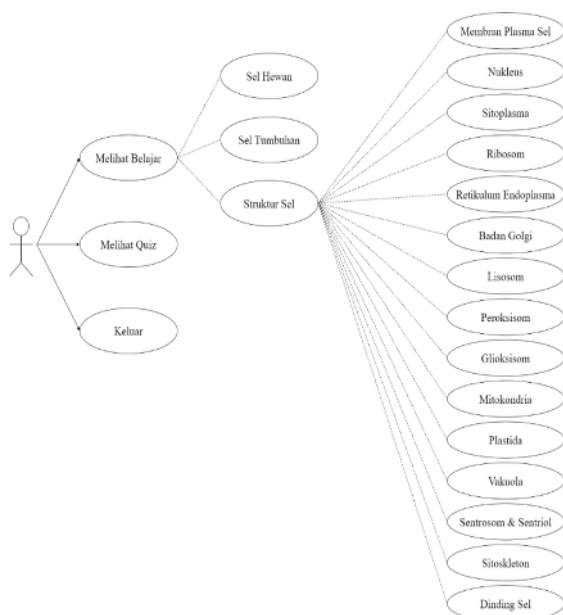 Melihat Belajar
Melihat Quiz
Keluar
Sel Hewan
Sel Tumbuhan
Struktur Sel
Membran Plasma Sel
Nukleus
Sitoplasma
Ribosom
Retikulum Endoplasma
Badan Golgi
Lisosom
Peroksisom
Glioksisom
Mitokondria
Plastida
Vakuola
Sentrosom & Sentriol
Sitoskleton
Dinding Sel